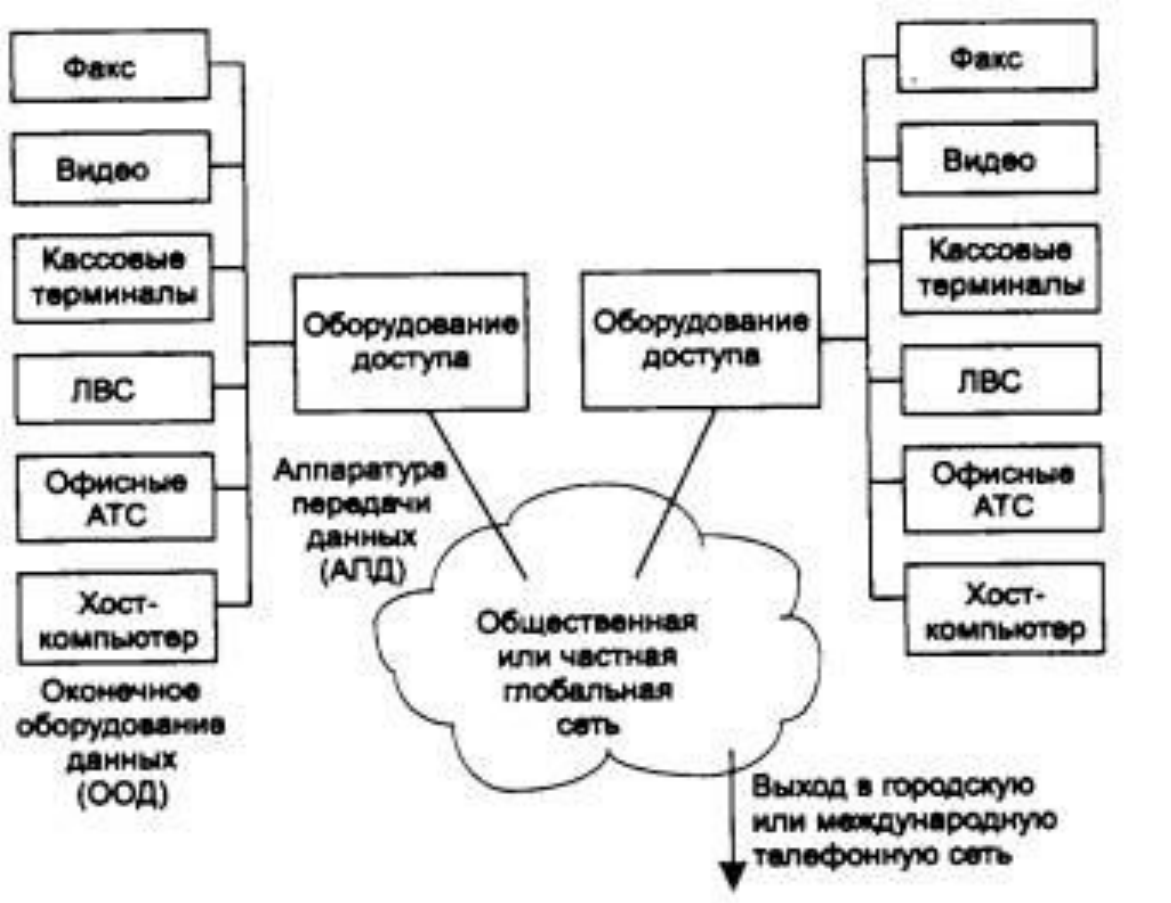 Факс
Видео
Кассовые
терминалы
ЛВС
Офисные
АТС
Хост-
компьютер
Оконечное
оборудование
данных
(ООД)
Оборудование
доступа
Аппаратура
передачи
данных
(АПД)
Оборудование
доступа
Общественная
или частная
глобальная
сеть
Выход в городскую
или международную
телефонную сеть
Факс
Видео
Кассовые
терминалы
ЛВС
Офисные
АТС
Хост-
компьютер